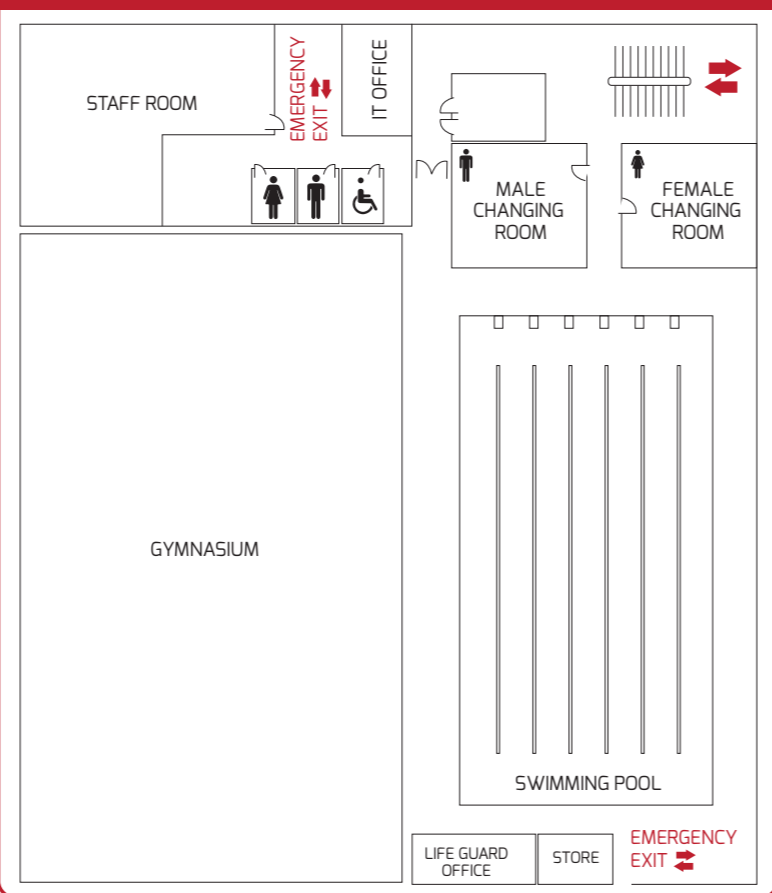 STAFF ROOM
EMERGENCY
EXIT
IT OFFICE
MALE
CHANGING
ROOM
FEMALE
CHANGING
ROOM
GYMNASIUM
SWIMMING POOL
LIFE GUARD
OFFICE
STORE
EMERGENCY
EXIT